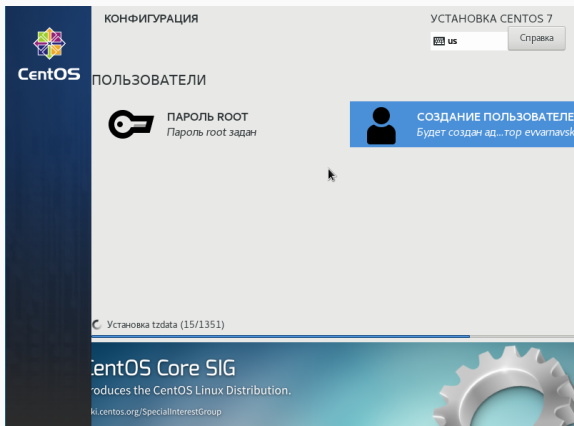 КОНФИГУРАЦИЯ
УСТАНОВКА CENTOS 7
us
Справка
CentOS
ПОЛЬЗОВАТЕЛИ
ПАРОЛЬ ROOT
Пароль root задан
СОЗДАНИЕ ПОЛЬЗОВАТЕЛЕ
Будет создан ад...тор evvarnavsk
Установка tzdata (15/1351)
CentOS Core SIG
roduces the CentOS Linux Distribution.
ki.centos.org/SpecialInterestGroup